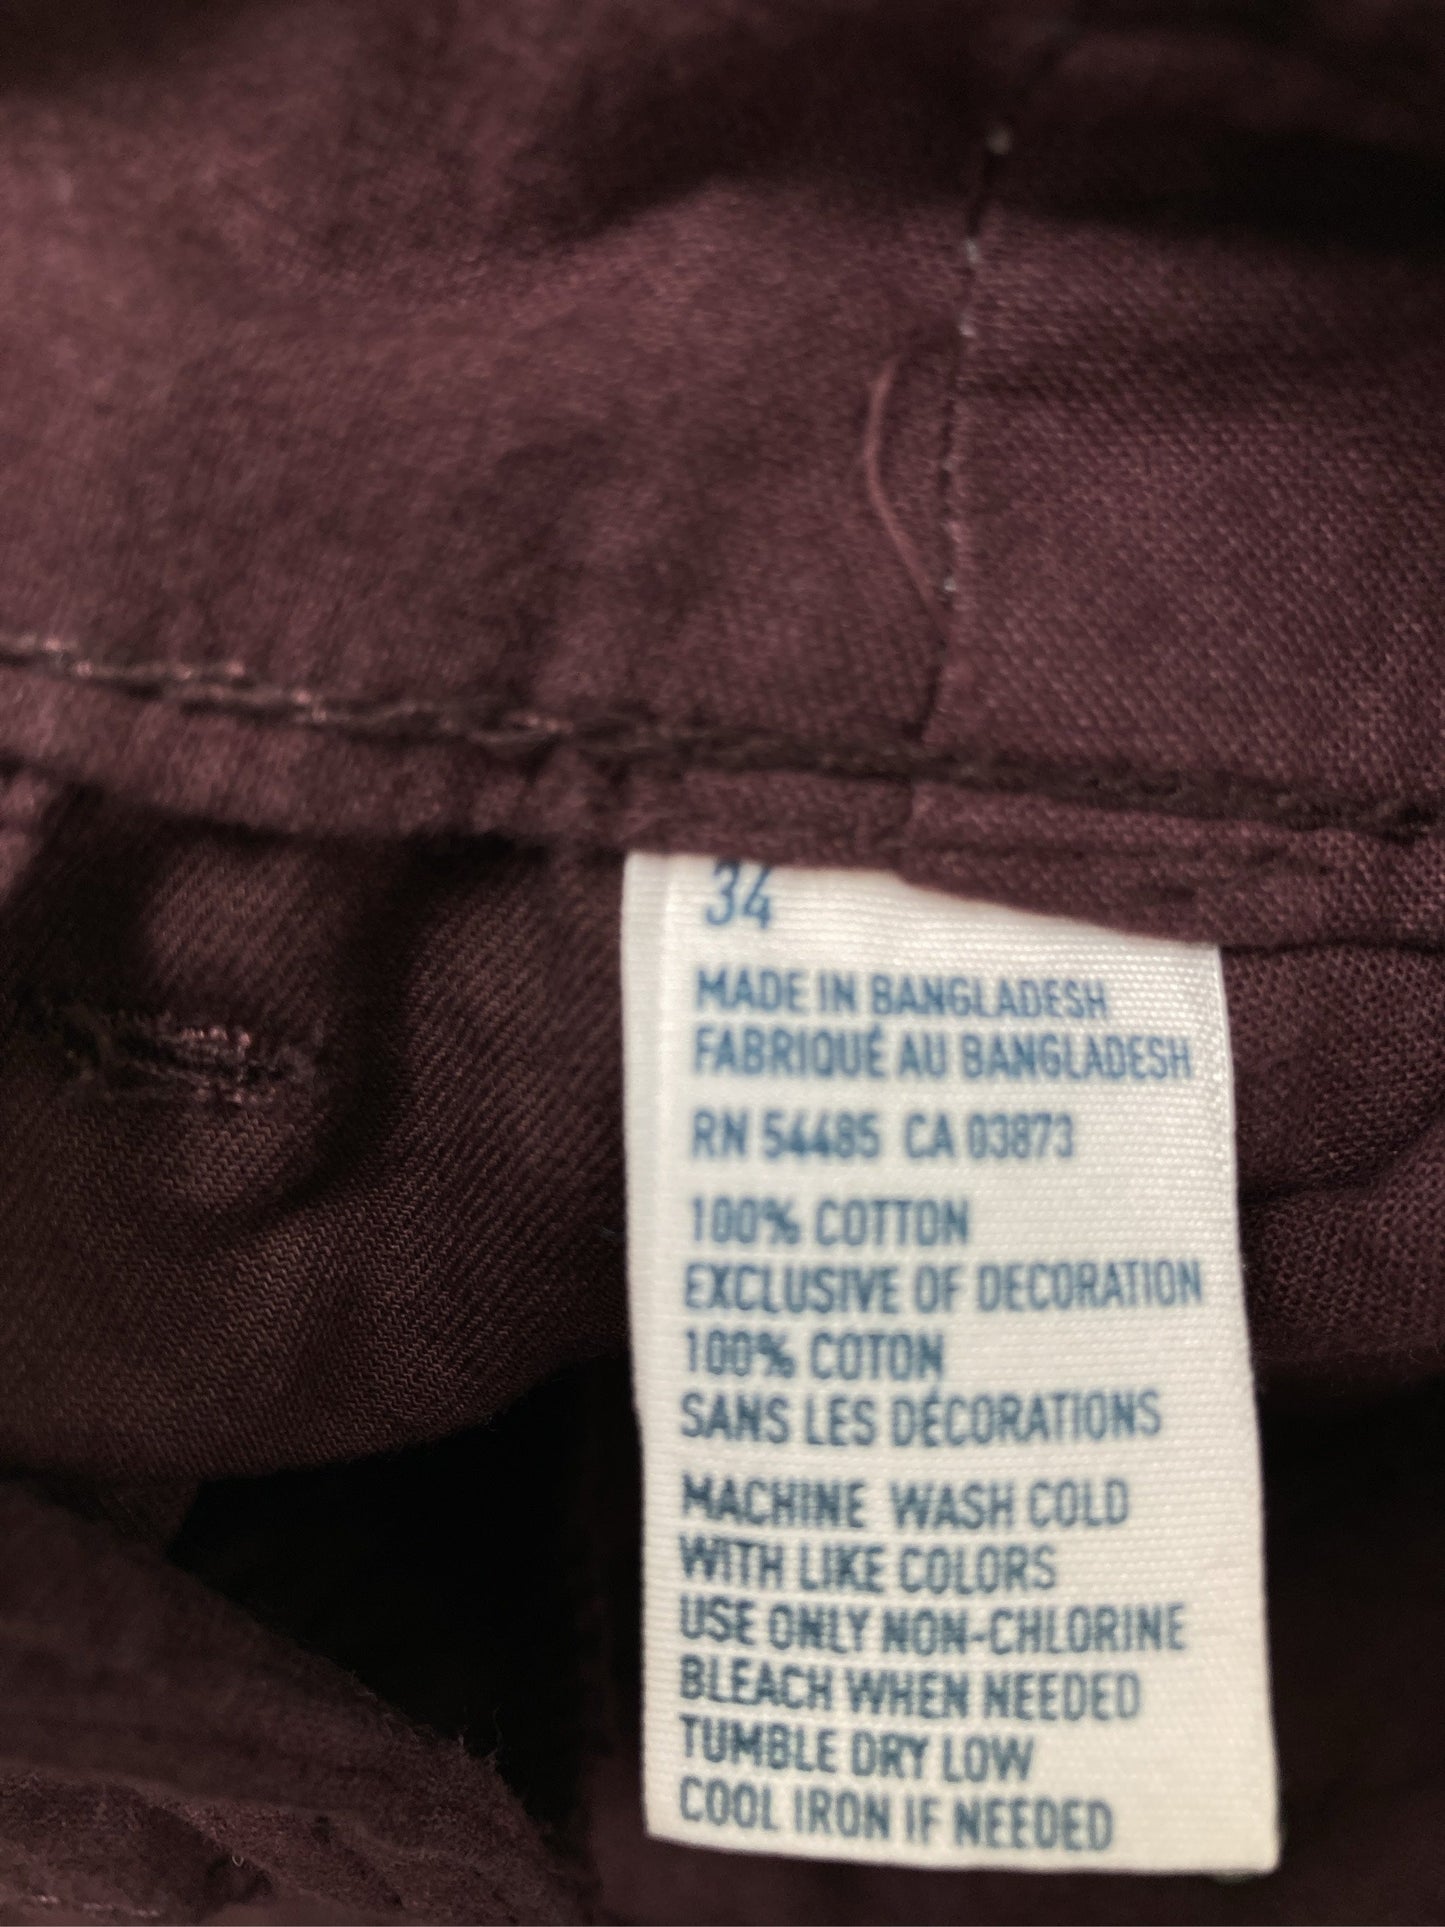 34
MADE IN BANGLADESH
FABRIQUÉ AU BANGLADESH
RN 54485 CA 03873
100% COTTON
EXCLUSIVE OF DECORATION
100% COTON
SANS LES DÉCORATIONS
MACHINE WASH COLD
WITH LIKE COLORS
USE ONLY NON-CHLORINE
BLEACH WHEN NEEDED
TUMBLE DRY LOW
COOL IRON IF NEEDED